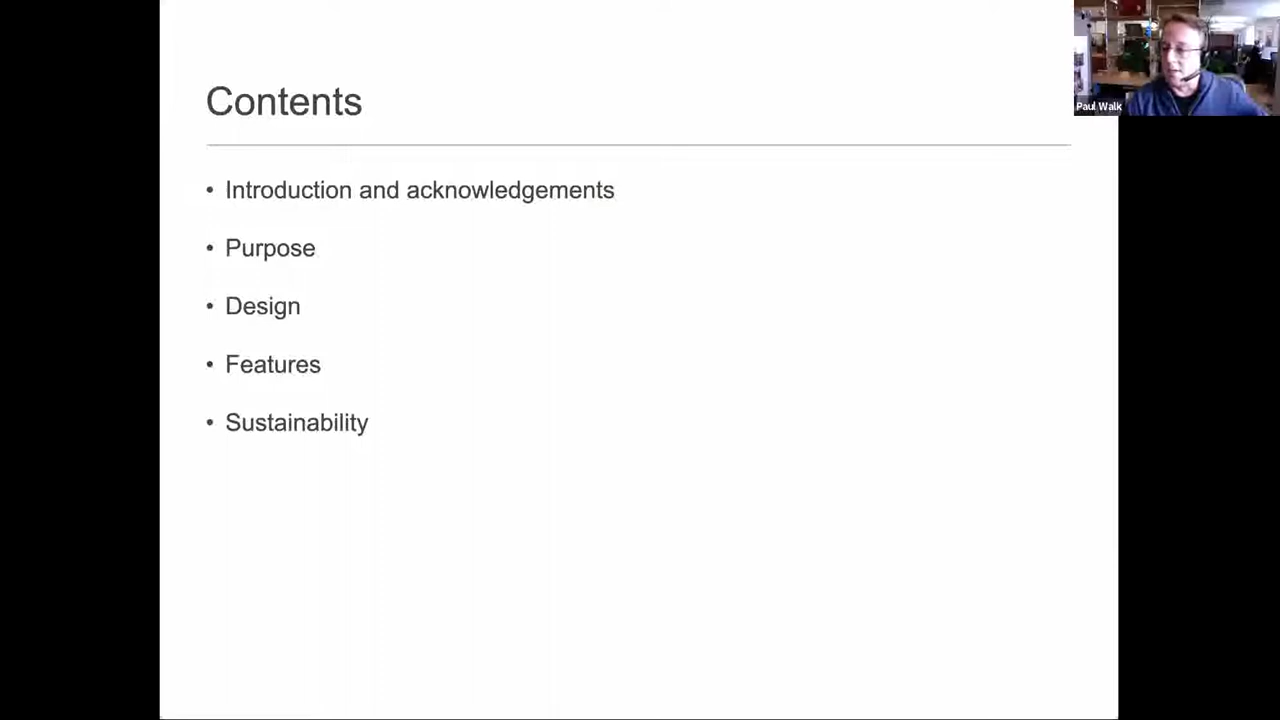 Contents
Paul Walk
• Introduction and acknowledgements
• Purpose
• Design
• Features
• Sustainability